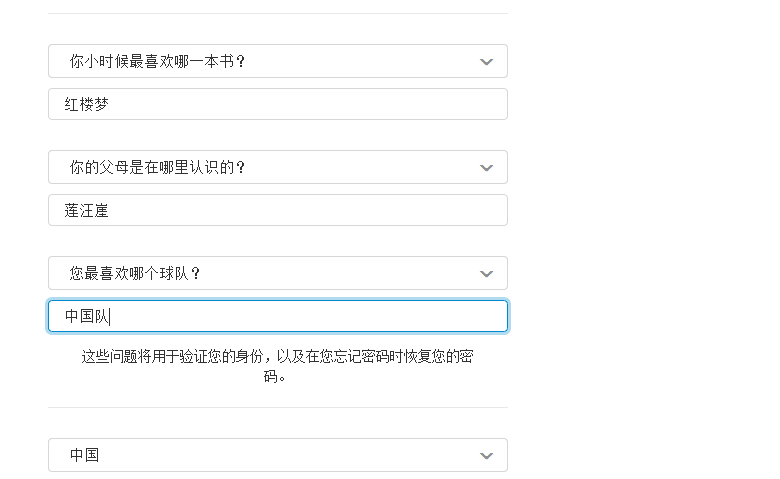 你小时候最喜欢哪一本书？
红楼梦
你的父母是在哪里认识的？
莲汪崖
您最喜欢哪个球队？
中国队
这些问题将用于验证您的身份，以及在您忘记密码时恢复您的密
码。
中国